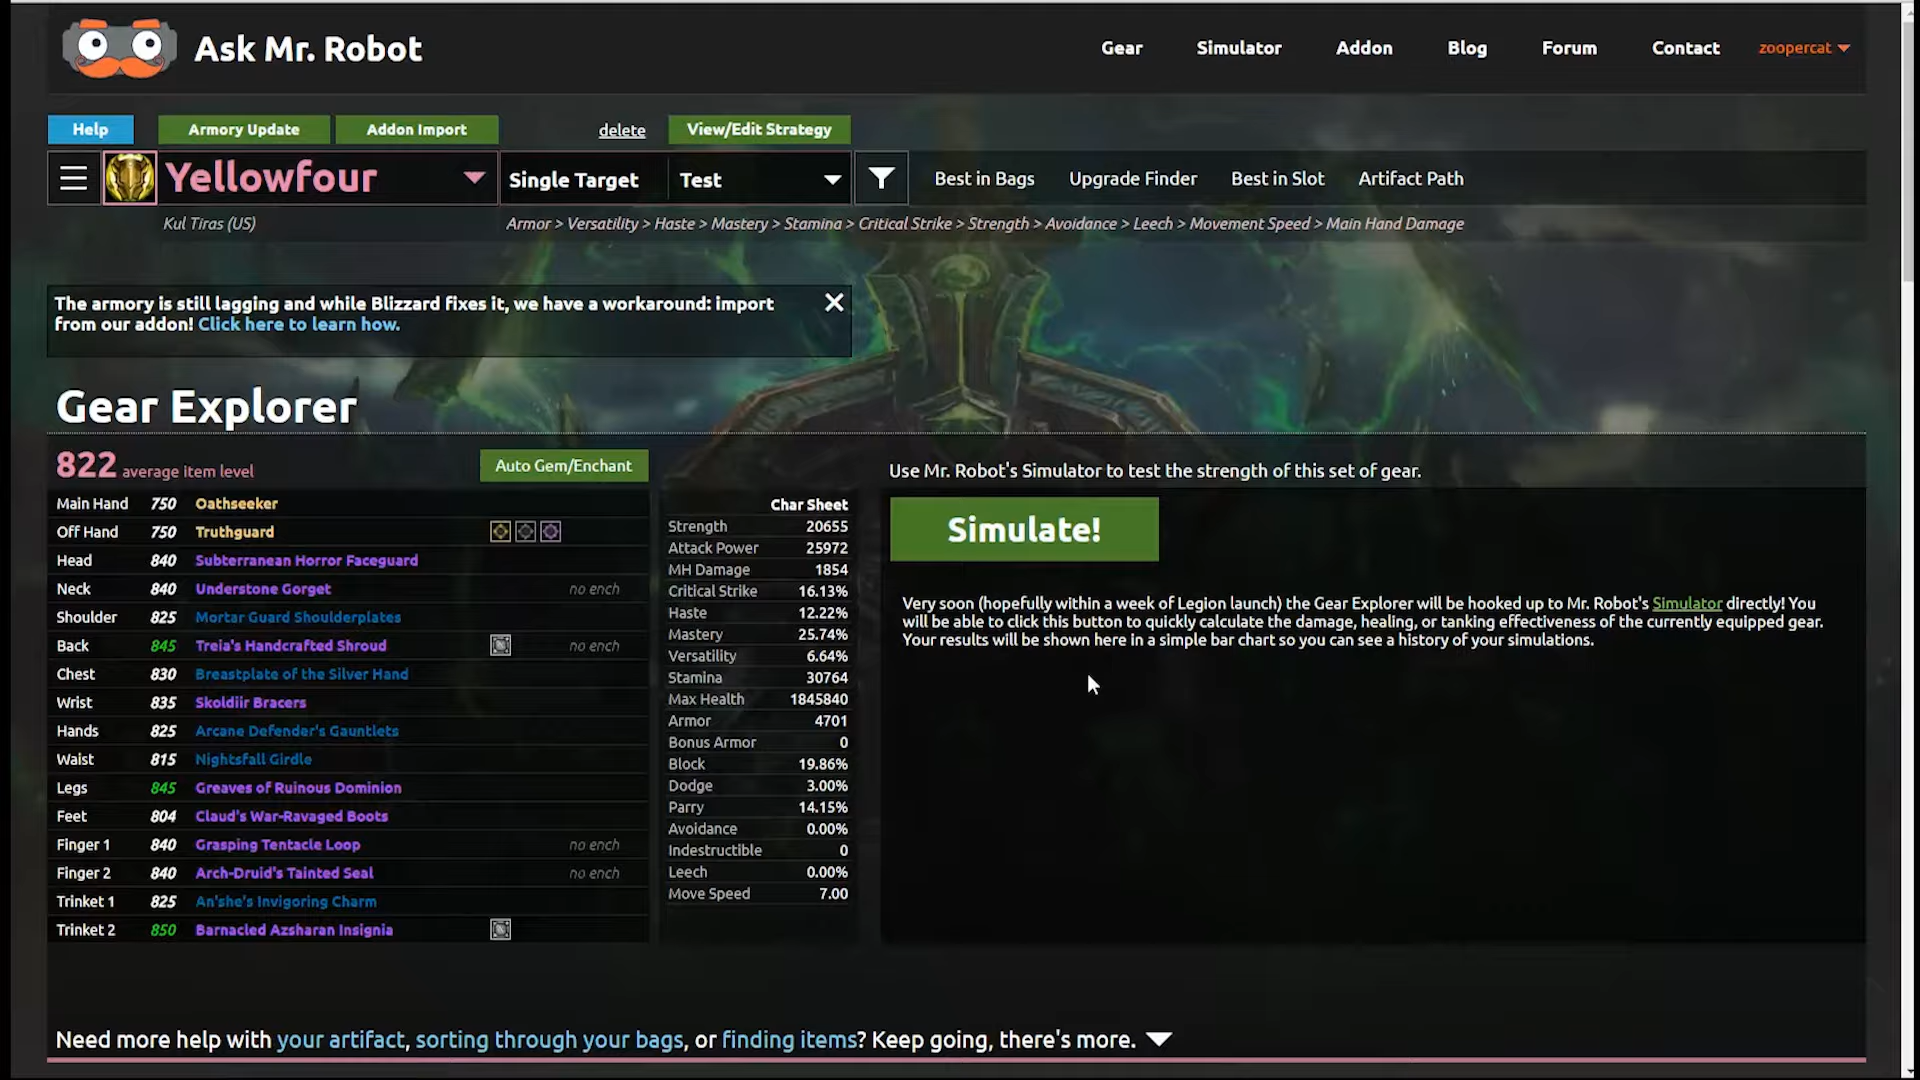 Ask Mr. Robot
Gear Simulator Addon Blog Forum Contact zoopercat
Help Armory Update Addon Import delete View/Edit Strategy
Yellowfour Single Target Test Best in Bags Upgrade Finder Best in Slot Artifact Path
Kul Tiras (US) Armor > Versatility > Haste > Mastery > Stamina > Critical Strike > Strength > Avoidance > Leech > Movement Speed > Main Hand Damage
The armory is still lagging and while Blizzard fixes it, we have a workaround: import
from our addon! Click here to learn how.
Gear Explorer
822 average item level Auto Gem/Enchant
Main Hand 750 Oathseeker
Off Hand 750 Truthguard
Head 840 Subterranean Horror Faceguard
Neck 840 Understone Gorget no ench
Shoulder 825 Mortar Guard Shoulderplates
Back 845 Treia's Handcrafted Shroud no ench
Chest 830 Breastplate of the Silver Hand
Wrist 835 Skoldiir Bracers
Hands 825 Arcane Defender's Gauntlets
Waist 815 Nightsfall Girdle
Legs 845 Greaves of Ruinous Dominion
Feet 804 Claud's War-Ravaged Boots
Finger 1 840 Grasping Tentacle Loop no ench
Finger 2 840 Arch-Druid's Tainted Seal no ench
Trinket 1 825 An'she's Invigoring Charm
Trinket 2 850 Barnacled Azsharan Insignia
Char Sheet
Strength 20655
Attack Power 25972
MH Damage 1854
Critical Strike 16.13%
Haste 12.22%
Mastery 25.74%
Versatility 6.64%
Stamina 30764
Max Health 1845840
Armor 4701
Bonus Armor 0
Block 19.86%
Dodge 3.00%
Parry 14.15%
Avoidance 0.00%
Indestructible 0
Leech 0.00%
Move Speed 7.00
Use Mr. Robot's Simulator to test the strength of this set of gear.
Simulate!
Very soon (hopefully within a week of Legion launch) the Gear Explorer will be hooked up to Mr. Robot's Simulator directly! You
will be able to click this button to quickly calculate the damage, healing, or tanking effectiveness of the currently equipped gear.
Your results will be shown here in a simple bar chart so you can see a history of your simulations.
Need more help with your artifact, sorting through your bags, or finding items? Keep going, there's more.